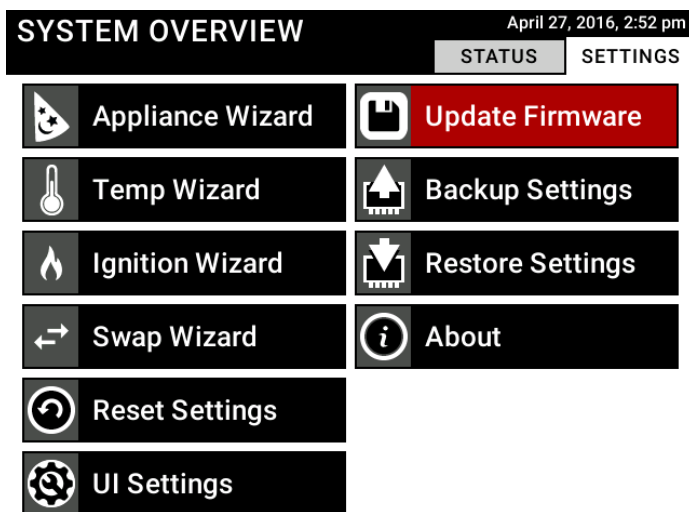 SYSTEM OVERVIEW
April 27, 2016, 2:52 pm
STATUS
SETTINGS
Appliance Wizard
Update Firmware
Temp Wizard
Backup Settings
Ignition Wizard
Restore Settings
Swap Wizard
i About
Reset Settings
UI Settings